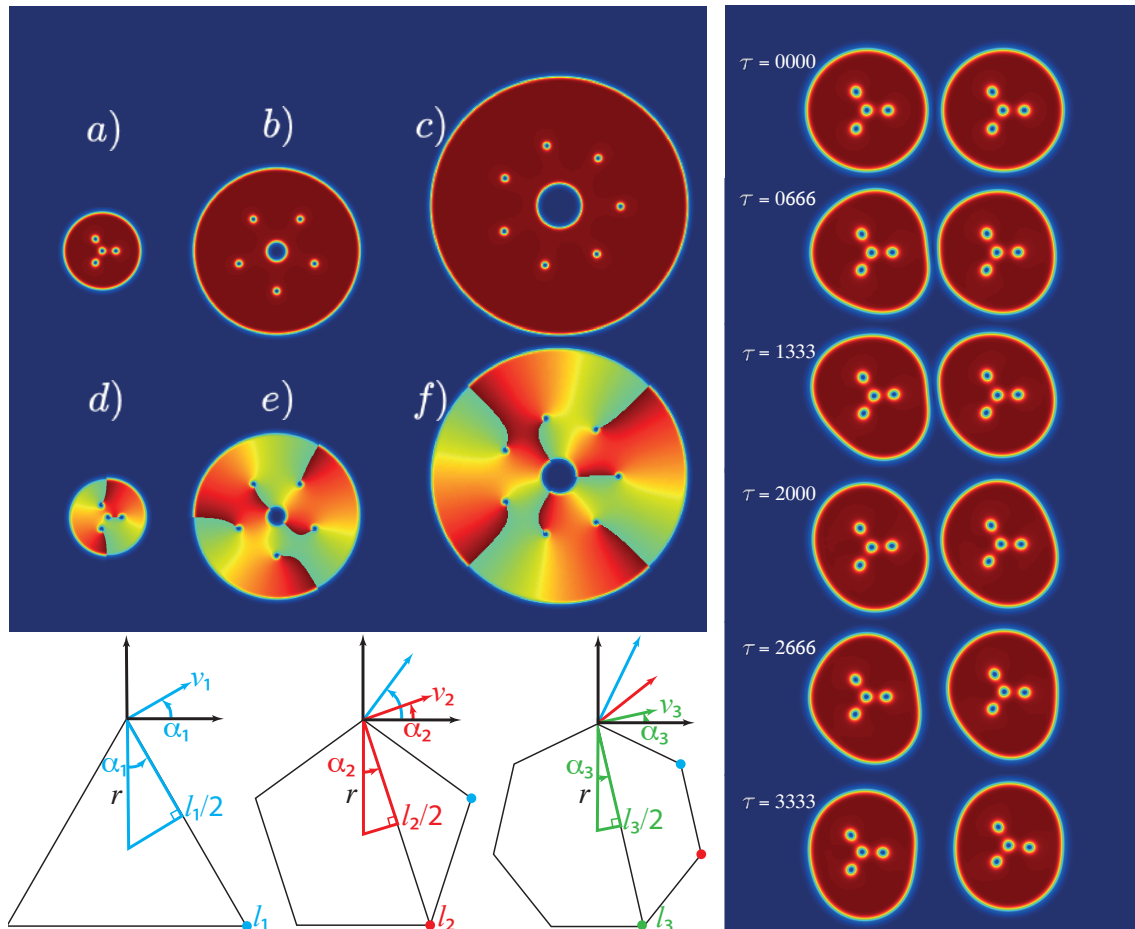 a)
b)
c)
d)
e)
f)
v₁
α₁
α₁
r
l₁/2
l₁
v₂
α₂
α₂
r
l₂/2
l₂
v₃
α₃
α₃
r
l₃/2
l₃
τ = 0000
τ = 0666
τ = 1333
τ = 2000
τ = 2666
τ = 3333